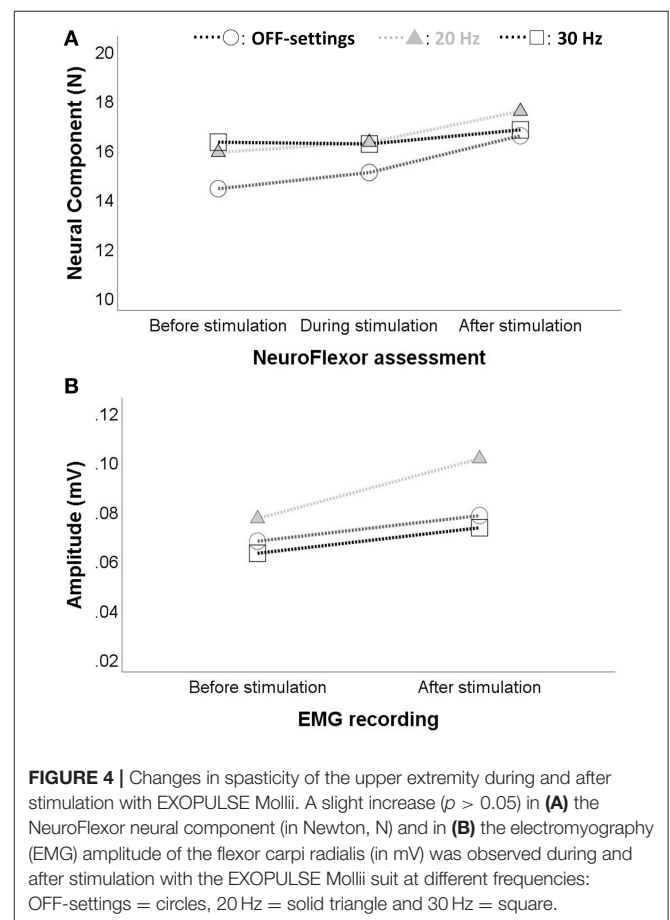 A
OFF-settings : 20 Hz : 30 Hz
20
18
16
14
12
10
Neural Component (N)
Before stimulation During stimulation After stimulation
NeuroFlexor assessment
B
.12
.10
.08
.06
.04
.02
Amplitude (mV)
Before stimulation After stimulation
EMG recording
FIGURE 4 | Changes in spasticity of the upper extremity during and after
stimulation with EXOPULSE Mollii. A slight increase (p > 0.05) in (A) the
NeuroFlexor neural component (in Newton, N) and in (B) the electromyography
(EMG) amplitude of the flexor carpi radialis (in mV) was observed during and
after stimulation with the EXOPULSE Mollii suit at different frequencies:
OFF-settings = circles, 20 Hz = solid triangle and 30 Hz = square.